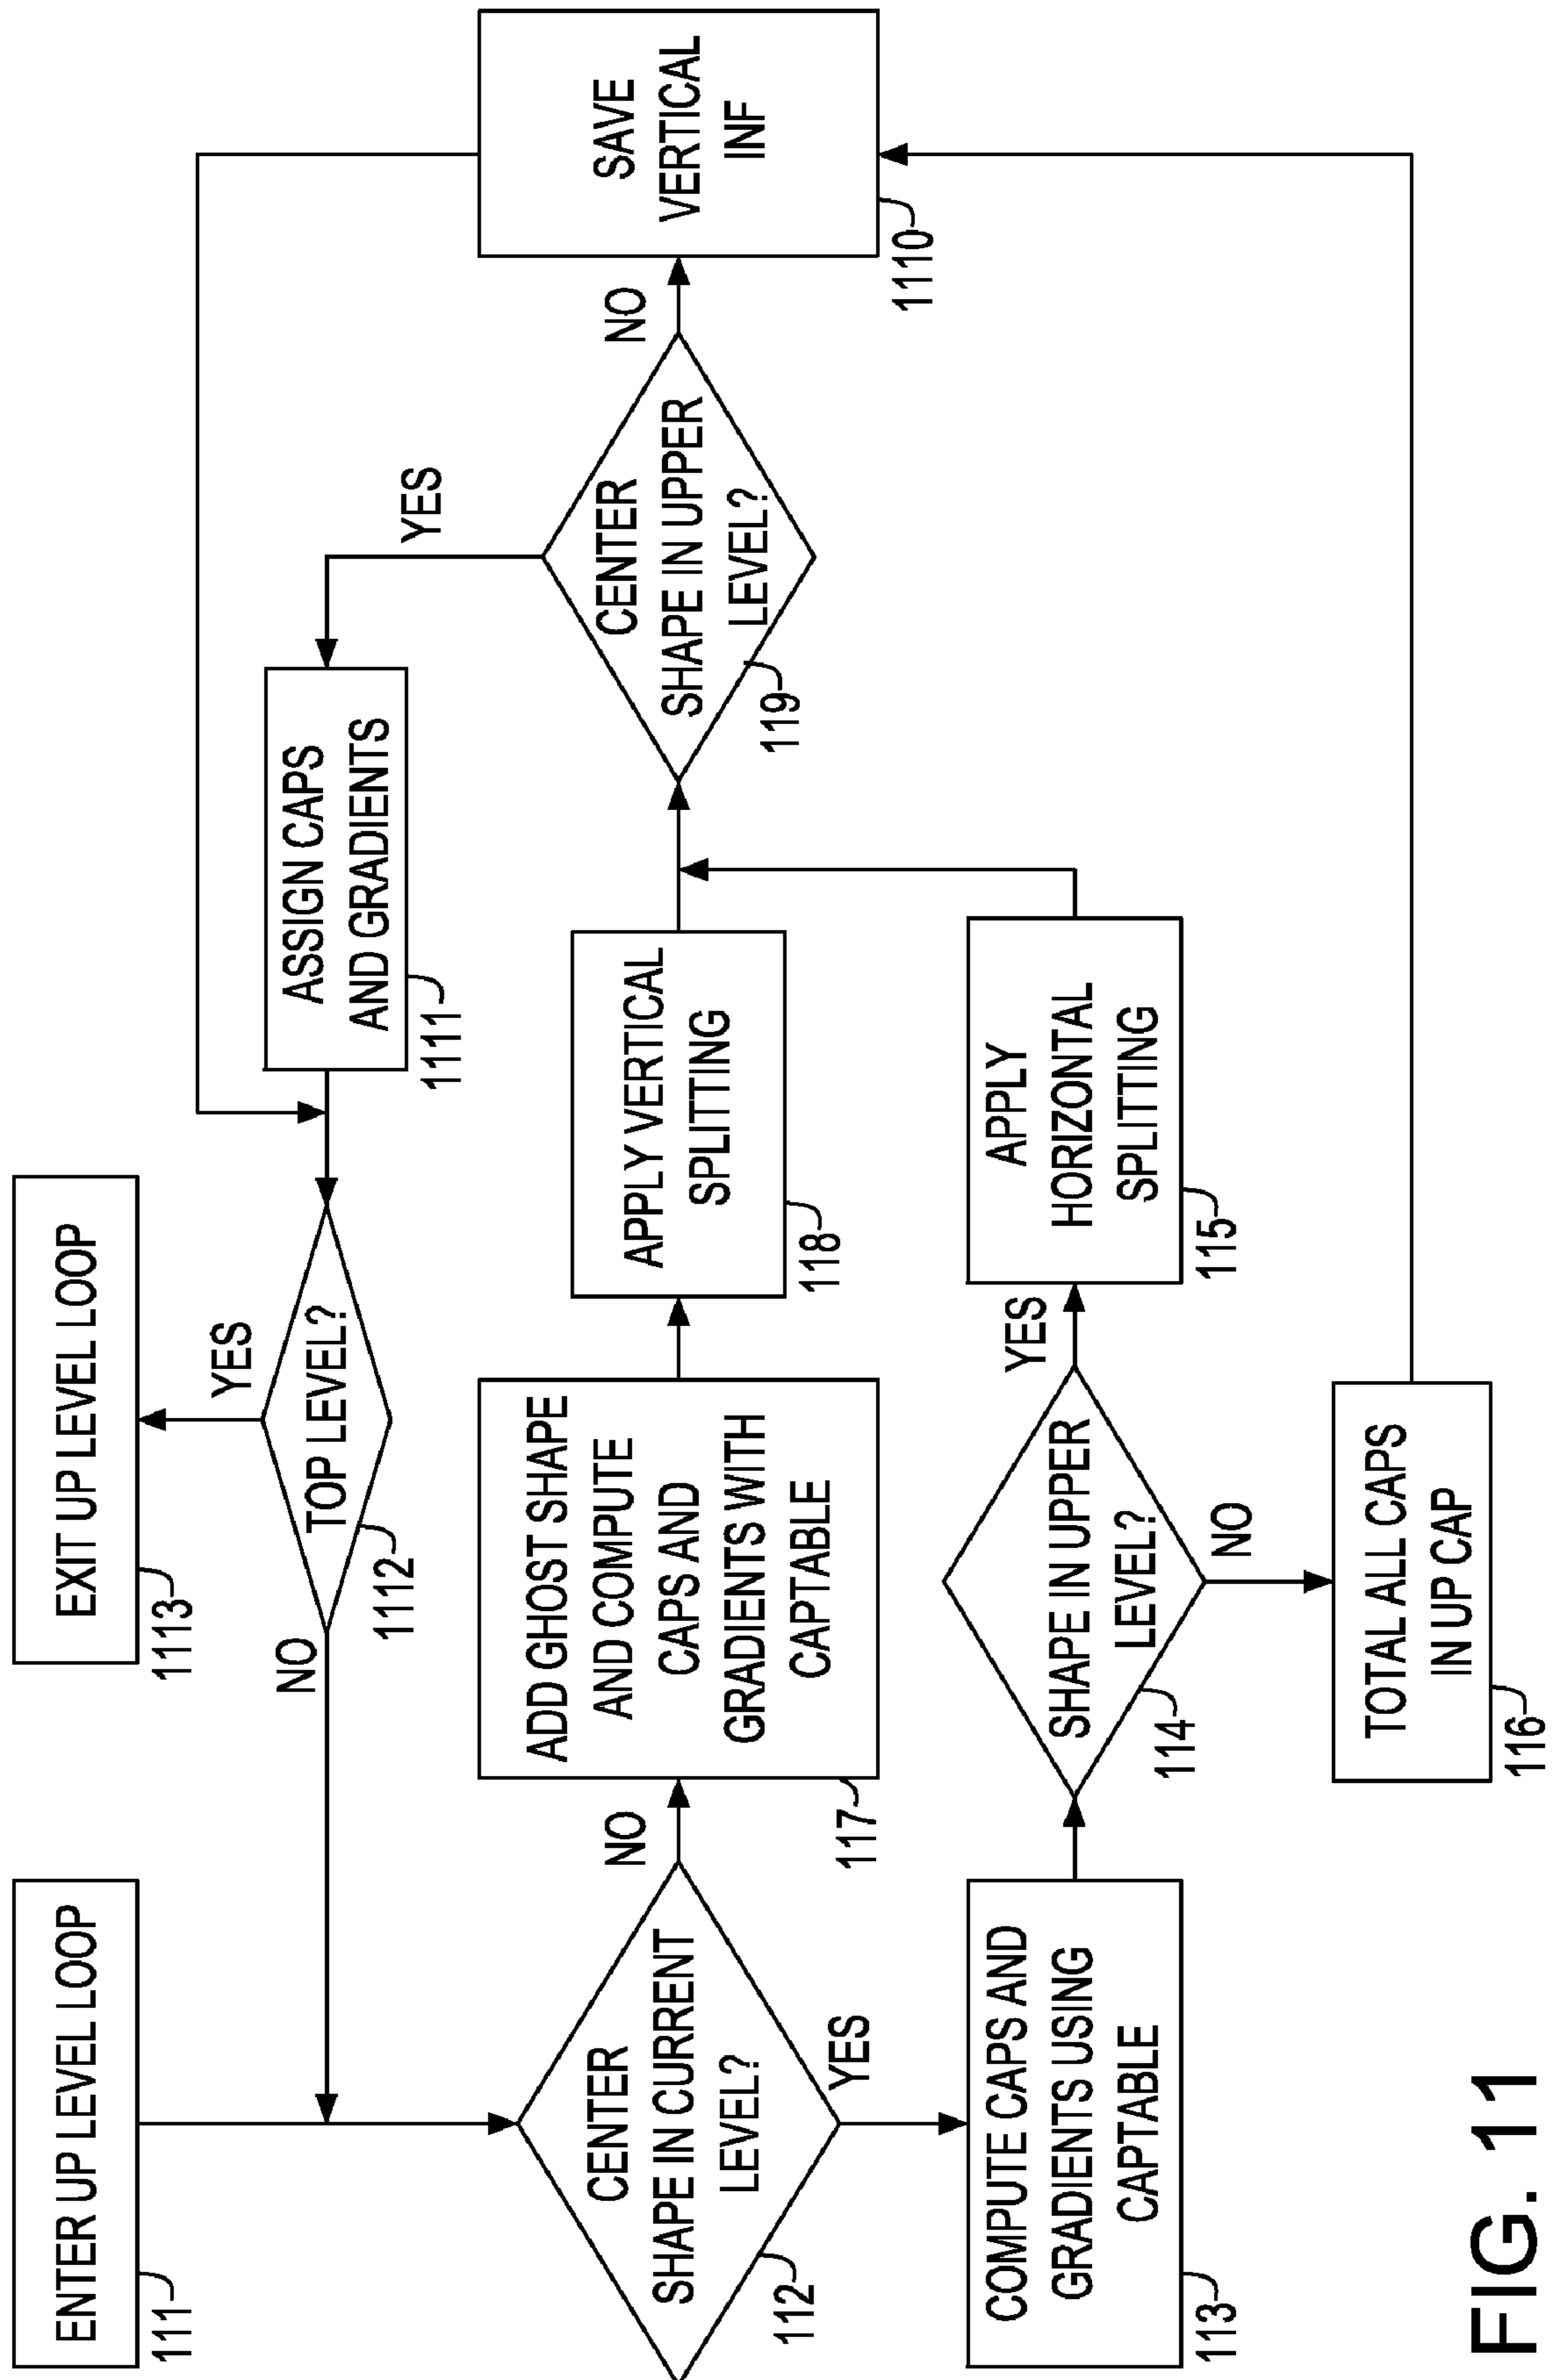 ENTER UP LEVEL LOOP
111
EXIT UP LEVEL LOOP
1113
YES
TOP LEVEL?
1112
NO
ASSIGN CAPS
AND GRADIENTS
1111
YES
CENTER
SHAPE IN CURRENT
LEVEL?
112
NO
YES
ADD GHOST SHAPE
AND COMPUTE
CAPS AND
GRADIENTS WITH
CAPTABLE
117
APPLY VERTICAL
SPLITTING
118
CENTER
SHAPE IN UPPER
LEVEL?
119
NO
SAVE
VERTICAL
INF
1110
COMPUTE CAPS AND
GRADIENTS USING
CAPTABLE
113
SHAPE IN UPPER
LEVEL?
114
YES
NO
APPLY
HORIZONTAL
SPLITTING
115
TOTAL ALL CAPS
IN UP CAP
116
FIG. 11